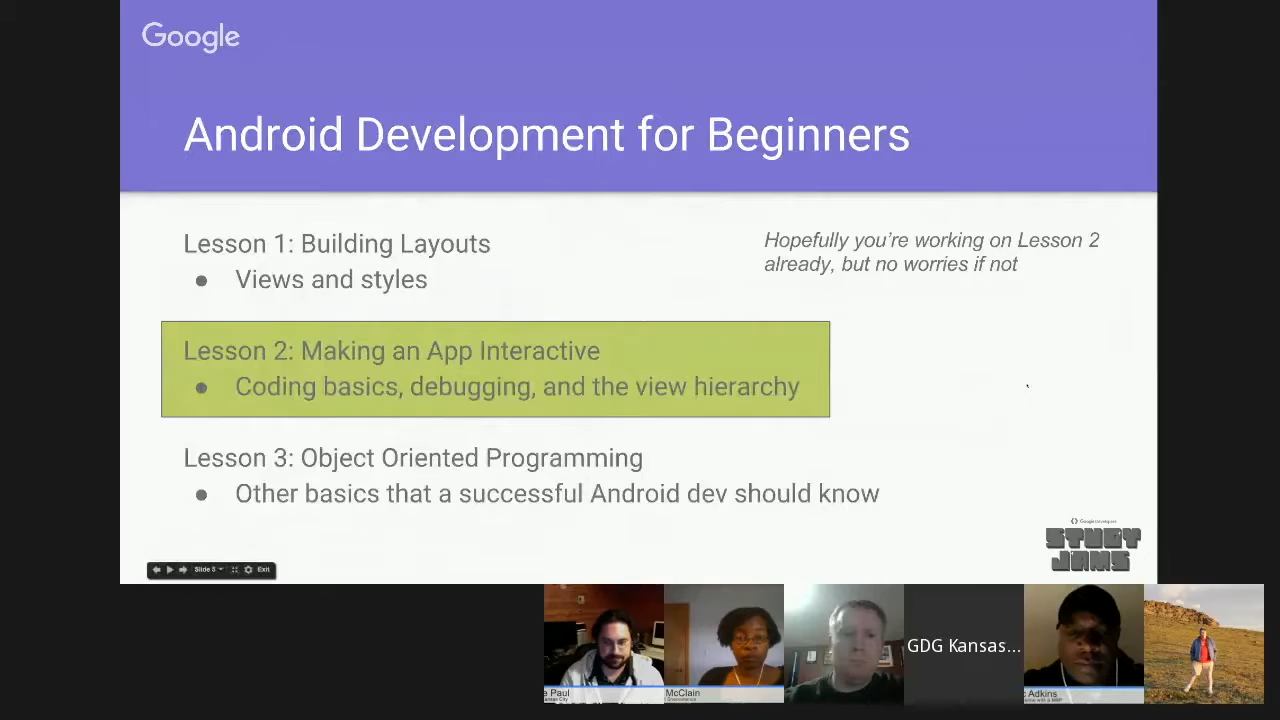 Google
Android Development for Beginners
Lesson 1: Building Layouts
● Views and styles
Hopefully you’re working on Lesson 2
already, but no worries if not
Lesson 2: Making an App Interactive
● Coding basics, debugging, and the view hierarchy
Lesson 3: Object Oriented Programming
● Other basics that a successful Android dev should know
Google Developers
STUDY
JAMS
Slide 5
Exit
GDG Kansas...
e Paul
McClain
Adkins